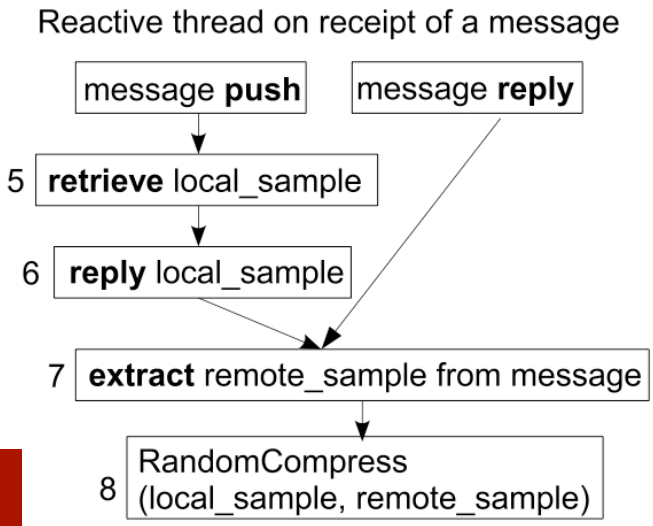 Reactive thread on receipt of a message
message push
message reply
5 retrieve local_sample
6 reply local_sample
7 extract remote_sample from message
RandomCompress
8 (local_sample, remote_sample)